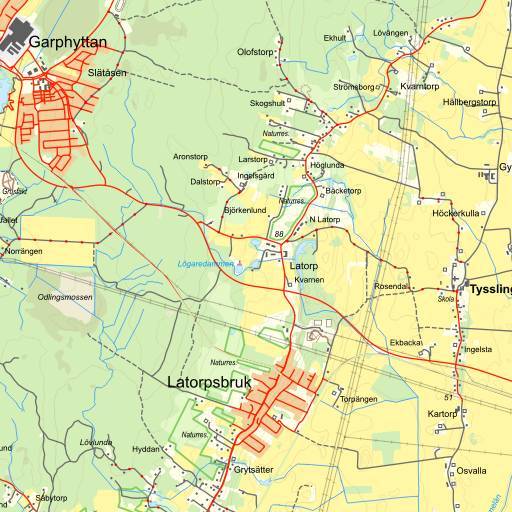 Lövängen
Ekhult
Garphyttan
Olofstorp
Slätåsen
Strömsborg
Kvarntorp
Skogshult
Hällbergstorp
Naturres.
Aronstorp
Larstorp
Höglunda
Gy
Ingelsgård
Dalstorp
Bäcketorp
Naturres.
Björkenlund
Höckerkulla
N Latorp
88
Norrängen
Lögaredammen
Latorp
Kvarnen
Rosendal
Tyssling
Odlingsmossen
Skola
Ekbacka
Ingelsta
Naturres.
Latorpsbruk
Torpängen
51
Kartorp
Naturres.
Lövlunda
Hyddan
Grytsätter
Osvalla
Säbytorp